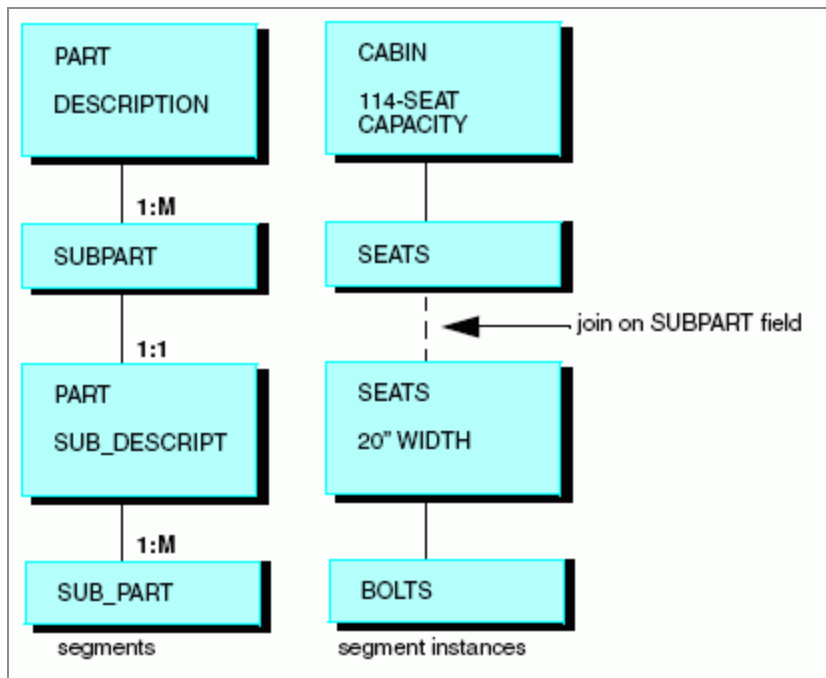 PART
DESCRIPTION
1:M
SUBPART
1:1
PART
SUB_DESCRIPT
1:M
SUB_PART
segments
CABIN
114-SEAT
CAPACITY
SEATS
join on SUBPART field
SEATS
20” WIDTH
BOLTS
segment instances